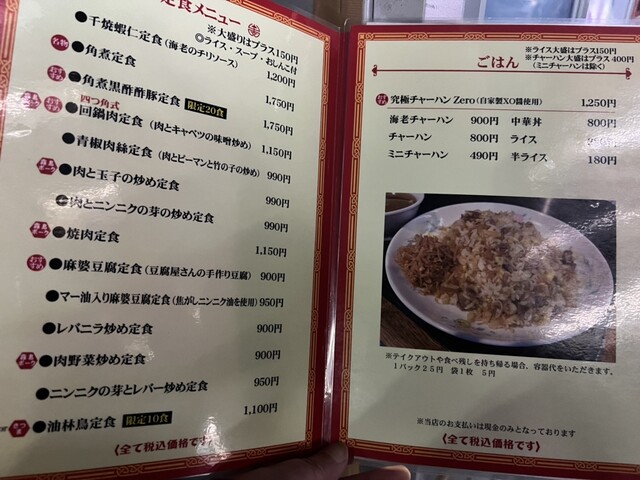 定食メニュー
※大盛りはプラス150円
◎ライス・スープ・おしんこ付
●干焼蝦仁定食(海老のチリソース) 1,200円
名物 ●角煮定食 1,750円
●角煮黒酢酢豚定食 限定20食 1,750円
四つ角式
●回鍋肉定食(肉とキャベツの味噌炒め) 1,150円
●青椒肉絲定食(肉とピーマンと竹の子の炒め) 990円
●肉と玉子の炒め定食 990円
●肉とニンニクの芽の炒め定食 990円
●焼肉定食 1,150円
●麻婆豆腐定食(豆腐屋さんの手作り豆腐) 900円
●マー油入り麻婆豆腐定食(焦がしニンニク油を使用) 950円
●レバニラ炒め定食 900円
●肉野菜炒め定食 900円
●ニンニクの芽とレバー炒め定食 950円
●油林鳥定食 限定10食 1,100円
〈全て税込価格です〉
ごはん
※ライス大盛はプラス150円
※チャーハン大盛はプラス400円
(ミニチャーハンは除く)
究極チャーハン Zero(自家製XO醬使用) 1,250円
海老チャーハン 900円 中華丼 800円
チャーハン 800円 ライス
ミニチャーハン 490円 半ライス 180円
※テイクアウトや食べ残しを持ち帰る場合、容器代をいただきます。
1パック25円 袋1枚 5円
※当店のお支払いは現金のみとなっております
〈全て税込価格です〉